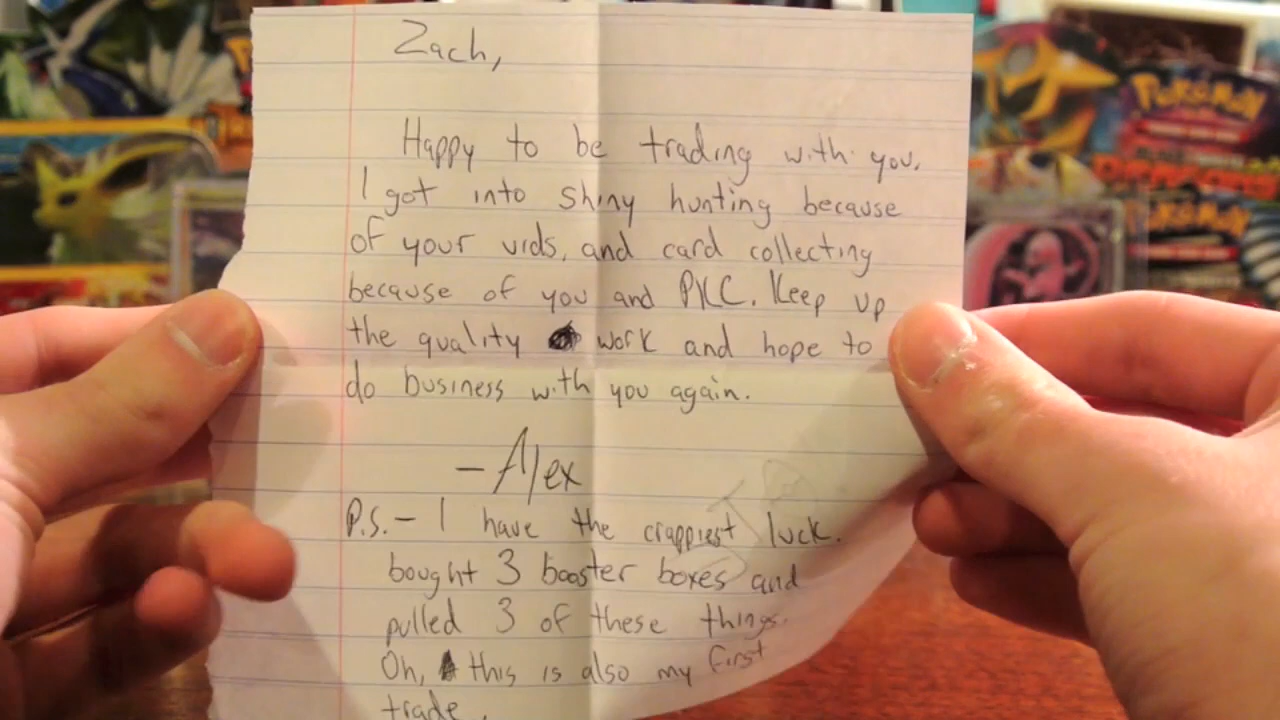 Zach,
Happy to be trading with you.
I got into shiny hunting because
of your vids, and card collecting
because of you and PKC. Keep up
the quality work and hope to
do business with you again.
-Alex
P.S.- I have the crappiest luck.
bought 3 booster boxes and
pulled 3 of these things.
Oh, this is also my first
trade.
Pokémon
Pokémon